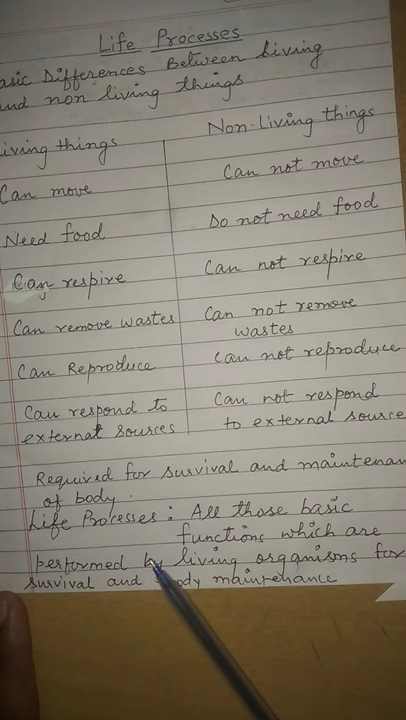 Life Processes
asic Differences Between living
and non living things
iving things Non-Living things
Can move Can not move
Need food Do not need food
Can respire Can not respire
Can remove wastes Can not remove
wastes
Can Reproduce Can not reproduce
Can respond to Can not respond
external sources to external source
Required for survival and maintenan
of body.
Life Processes: All those basic
functions which are
performed by living organisms for
survival and body maintenance